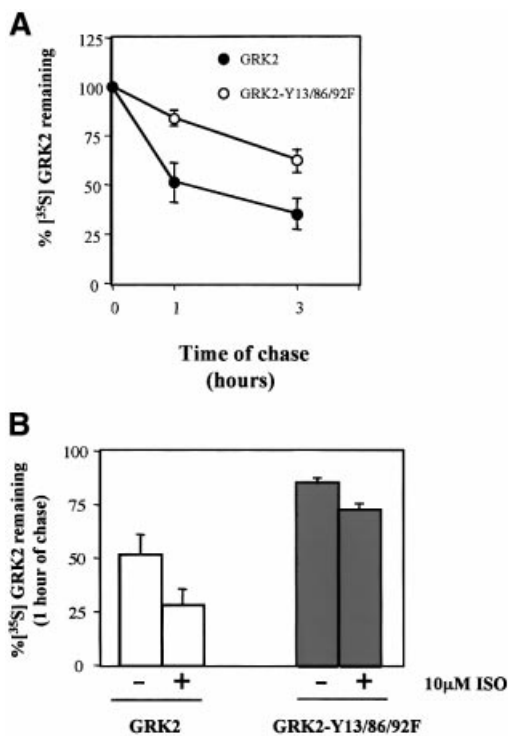 A
% [³⁵S] GRK2 remaining
125
100
75
50
25
0
GRK2
GRK2-Y13/86/92F
0 1 3
Time of chase
(hours)
B
%[³⁵S] GRK2 remaining
(1 hour of chase)
100
75
50
25
0
- + - + 10µM ISO
GRK2 GRK2-Y13/86/92F